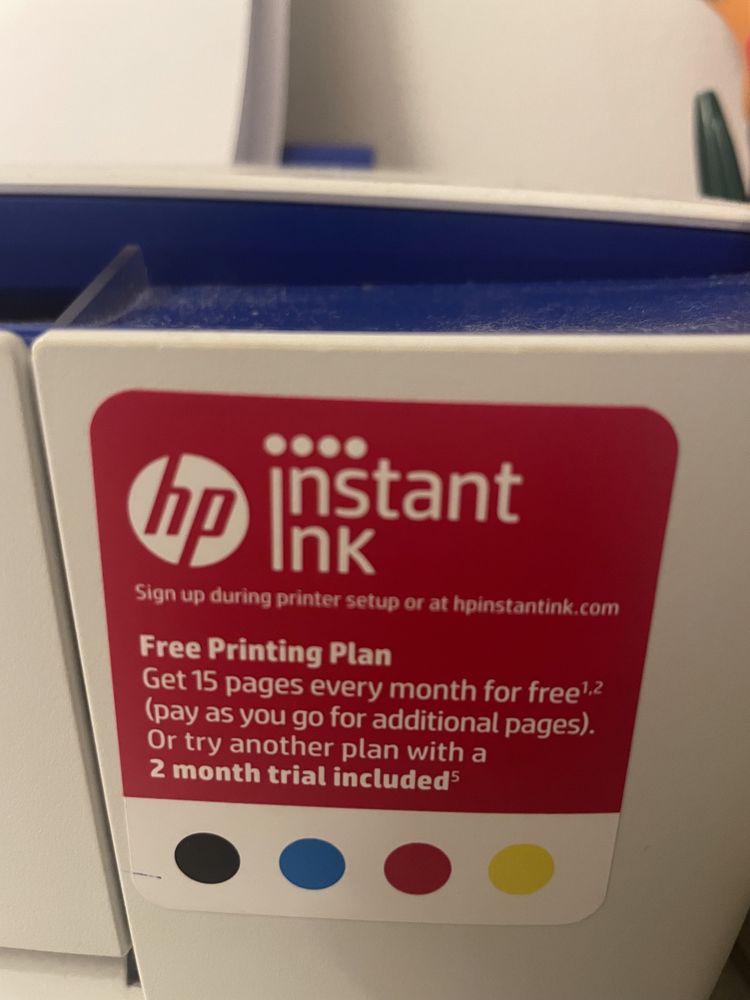 hp
instant
ink
Sign up during printer setup or at hpinstantink.com
Free Printing Plan
Get 15 pages every month for free1,2
(pay as you go for additional pages).
Or try another plan with a
2 month trial included5